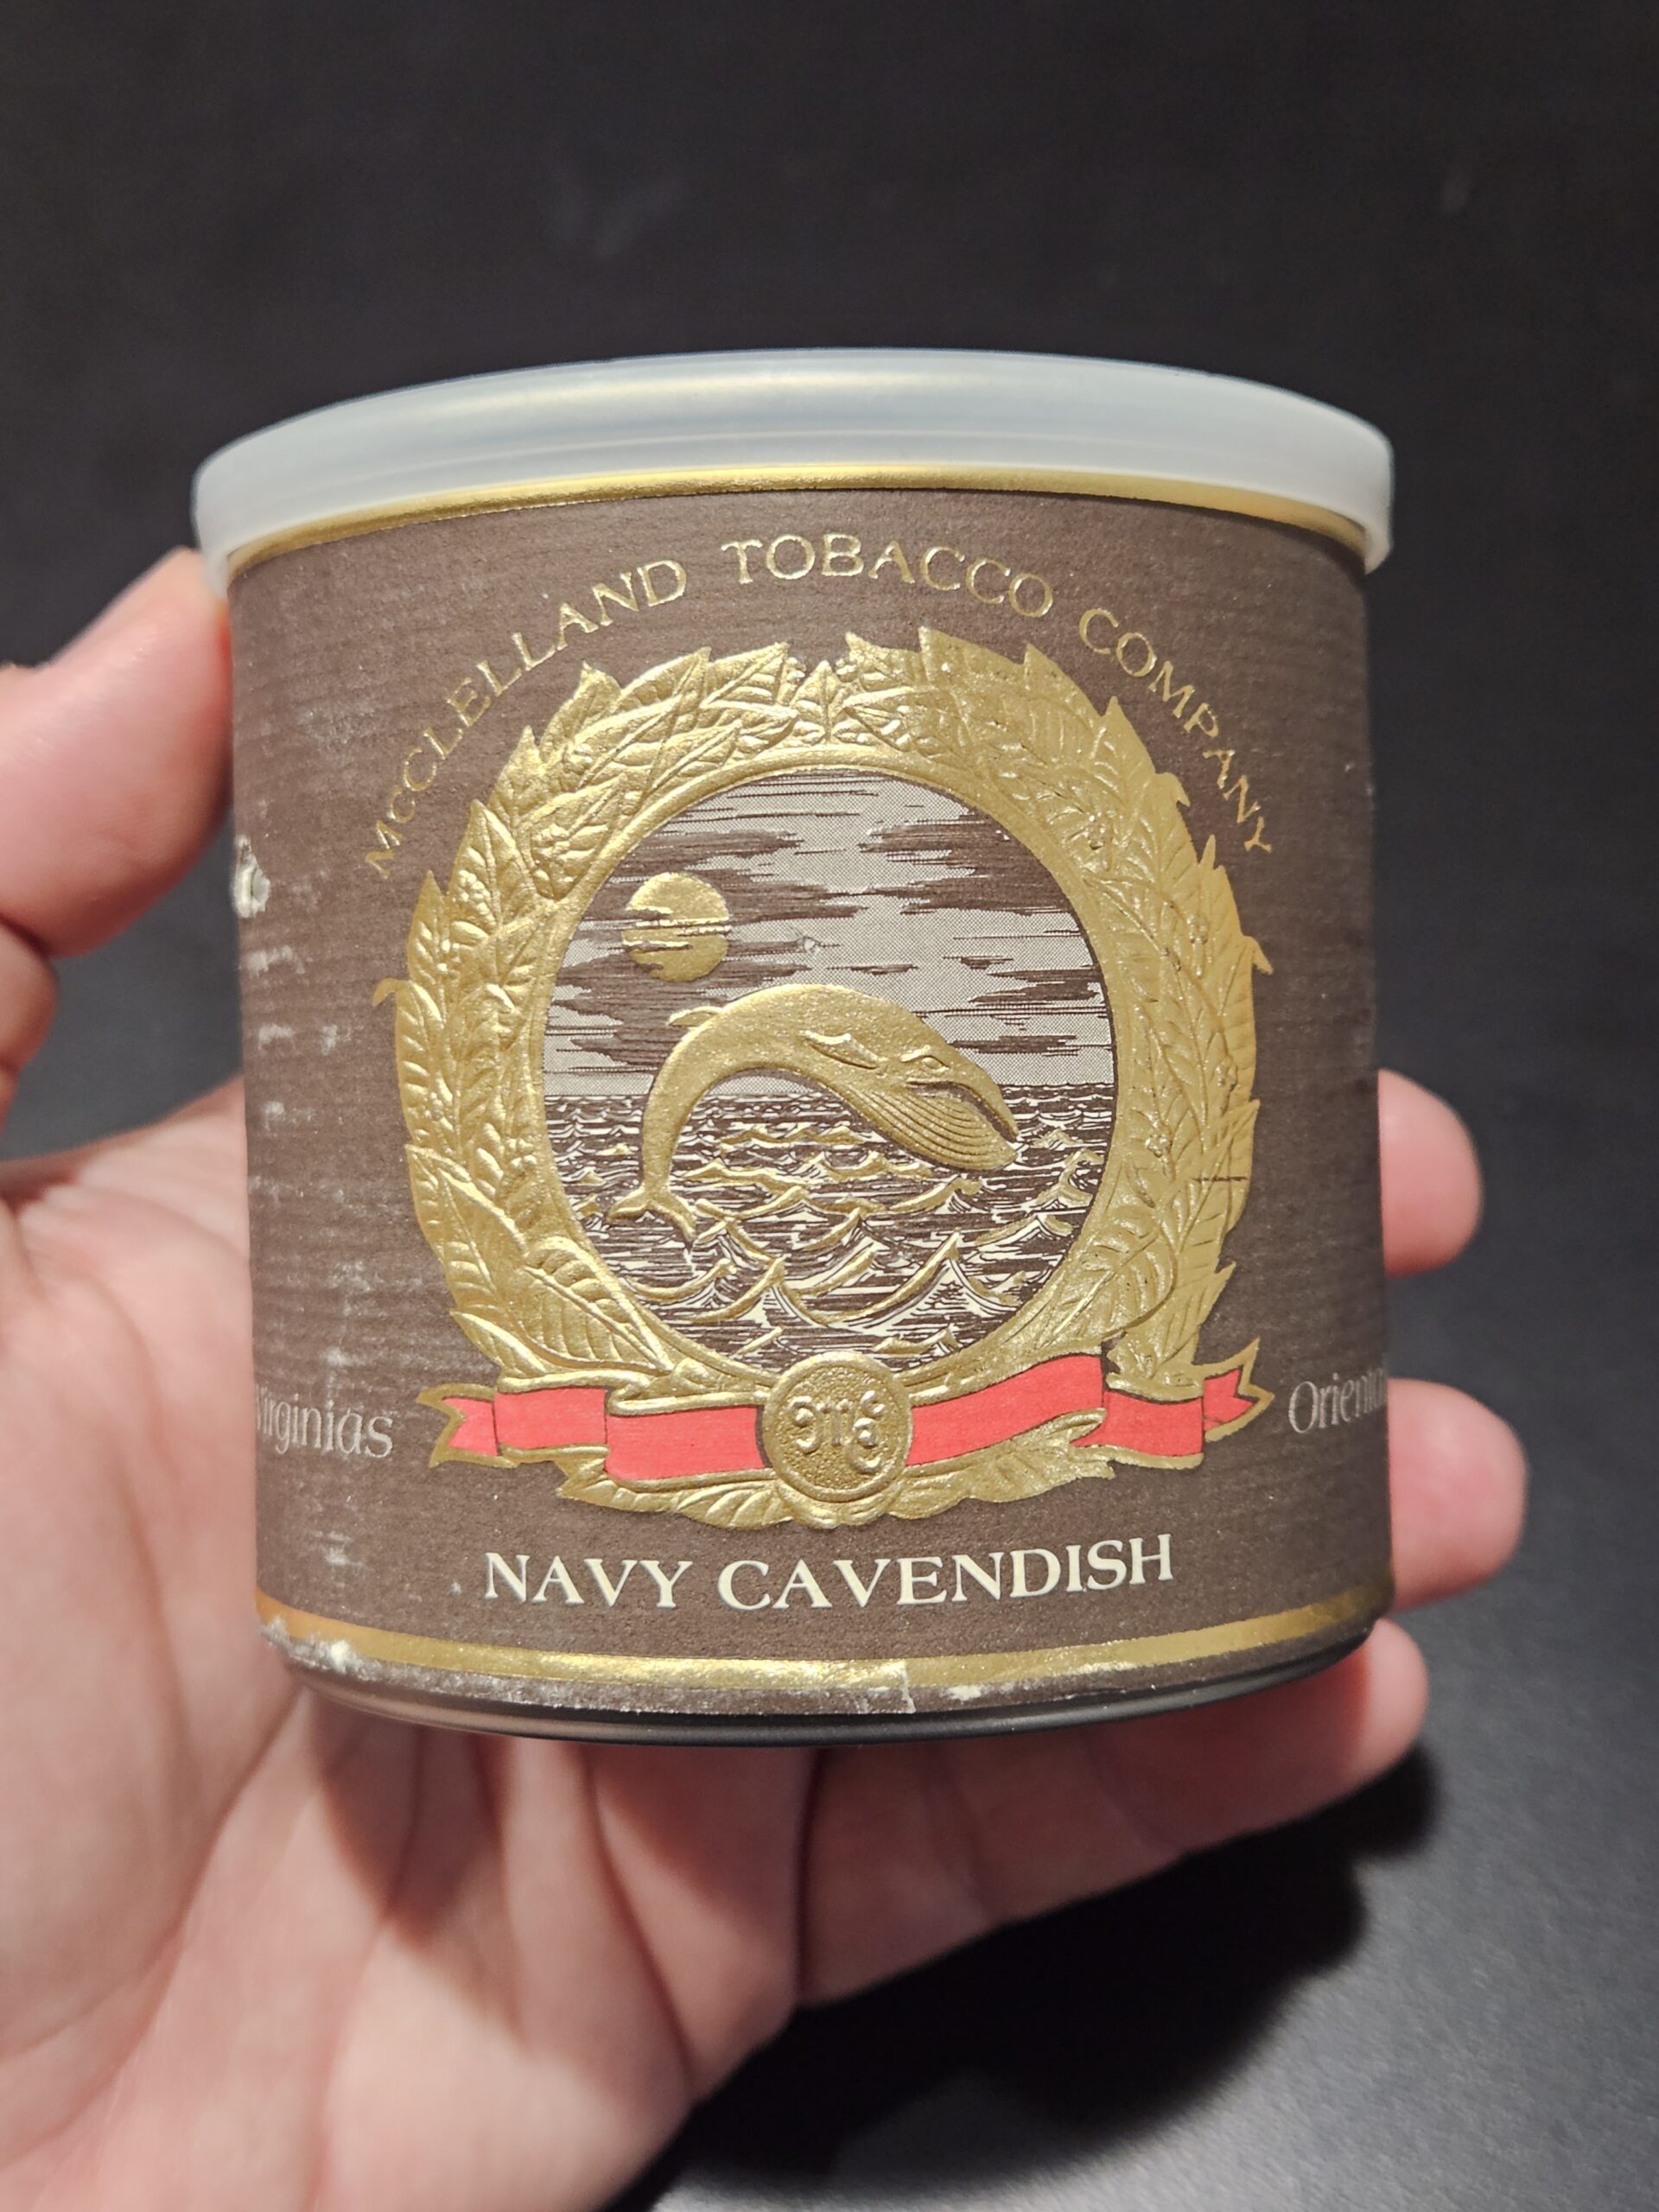 McCLELLAND TOBACCO COMPANY
Virginias
NAVY CAVENDISH